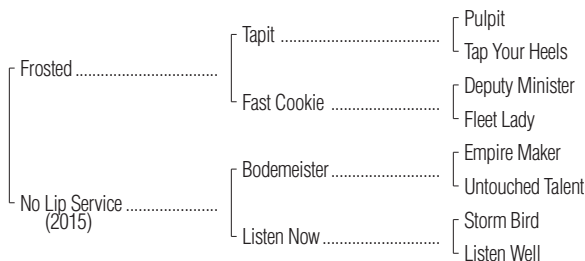 Pulpit
Tapit
Tap Your Heels
Frosted
Deputy Minister
Fast Cookie
Fleet Lady
Empire Maker
Bodemeister
Untouched Talent
No Lip Service
(2015)
Storm Bird
Listen Now
Listen Well